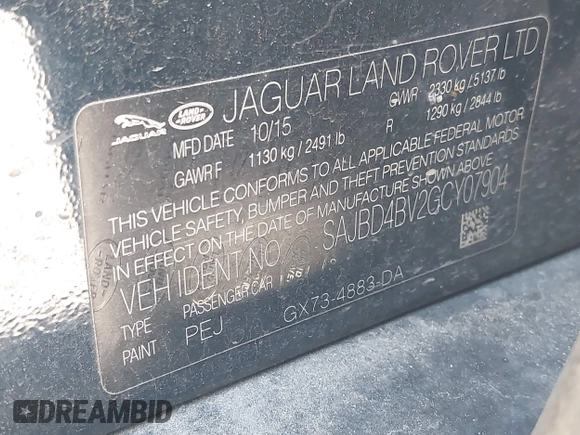 JAGUAR LAND ROVER LTD
JAGUAR
LAND ROVER
MFD DATE 10/15 GVWR 2330 kg / 5137 lb
GAWR F 1130 kg / 2491 lb R 1290 kg / 2844 lb
THIS VEHICLE CONFORMS TO ALL APPLICABLE FEDERAL MOTOR
VEHICLE SAFETY, BUMPER AND THEFT PREVENTION STANDARDS
IN EFFECT ON THE DATE OF MANUFACTURE SHOWN ABOVE
VEH IDENT NO SAJBD4BV2GCY07904
TYPE PASSENGER CAR
PAINT PEJ GX73-4883-DA
DREAMBID